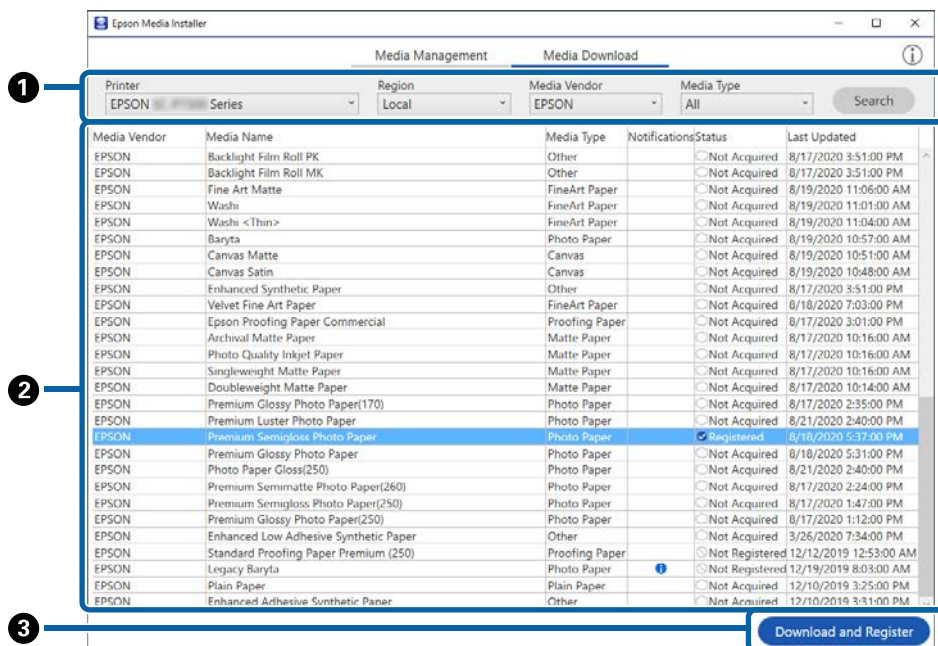 Epson Media Installer
Media Management Media Download
1
Printer Region Media Vendor Media Type
EPSON Series Local EPSON All Search
2
Media Vendor Media Name Media Type Notifications Status Last Updated
EPSON Backlight Film Roll PK Other Not Acquired 8/17/2020 3:51:00 PM
EPSON Backlight Film Roll MK Other Not Acquired 8/17/2020 3:51:00 PM
EPSON Fine Art Matte FineArt Paper Not Acquired 8/19/2020 11:06:00 AM
EPSON Washi FineArt Paper Not Acquired 8/19/2020 11:01:00 AM
EPSON Washi <Thin> FineArt Paper Not Acquired 8/19/2020 11:04:00 AM
EPSON Baryta Photo Paper Not Acquired 8/19/2020 10:57:00 AM
EPSON Canvas Matte Canvas Not Acquired 8/19/2020 10:51:00 AM
EPSON Canvas Satin Canvas Not Acquired 8/19/2020 10:48:00 AM
EPSON Enhanced Synthetic Paper Other Not Acquired 8/17/2020 3:51:00 PM
EPSON Velvet Fine Art Paper FineArt Paper Not Acquired 8/18/2020 7:03:00 PM
EPSON Epson Proofing Paper Commercial Proofing Paper Not Acquired 8/17/2020 3:01:00 PM
EPSON Archival Matte Paper Matte Paper Not Acquired 8/17/2020 10:16:00 AM
EPSON Photo Quality Inkjet Paper Matte Paper Not Acquired 8/17/2020 10:16:00 AM
EPSON Singleweight Matte Paper Matte Paper Not Acquired 8/17/2020 10:16:00 AM
EPSON Doubleweight Matte Paper Matte Paper Not Acquired 8/17/2020 10:14:00 AM
EPSON Premium Glossy Photo Paper(170) Photo Paper Not Acquired 8/17/2020 2:35:00 PM
EPSON Premium Luster Photo Paper Photo Paper Not Acquired 8/21/2020 2:40:00 PM
EPSON Premium Semigloss Photo Paper Photo Paper Registered 8/18/2020 5:37:00 PM
EPSON Premium Glossy Photo Paper Photo Paper Not Acquired 8/18/2020 5:31:00 PM
EPSON Photo Paper Gloss(250) Photo Paper Not Acquired 8/21/2020 2:40:00 PM
EPSON Premium Semimatte Photo Paper(260) Photo Paper Not Acquired 8/17/2020 2:24:00 PM
EPSON Premium Semigloss Photo Paper(250) Photo Paper Not Acquired 8/17/2020 1:47:00 PM
EPSON Premium Glossy Photo Paper(250) Photo Paper Not Acquired 8/17/2020 1:12:00 PM
EPSON Enhanced Low Adhesive Synthetic Paper Other Not Acquired 3/26/2020 7:34:00 PM
EPSON Standard Proofing Paper Premium (250) Proofing Paper Not Registered 12/12/2019 12:53:00 AM
EPSON Legacy Baryta Photo Paper Not Registered 12/19/2019 8:03:00 AM
EPSON Plain Paper Plain Paper Not Acquired 12/10/2019 3:25:00 PM
EPSON Enhanced Adhesive Synthetic Paper Other Not Acquired 12/10/2019 3:31:00 PM
3
Download and Register